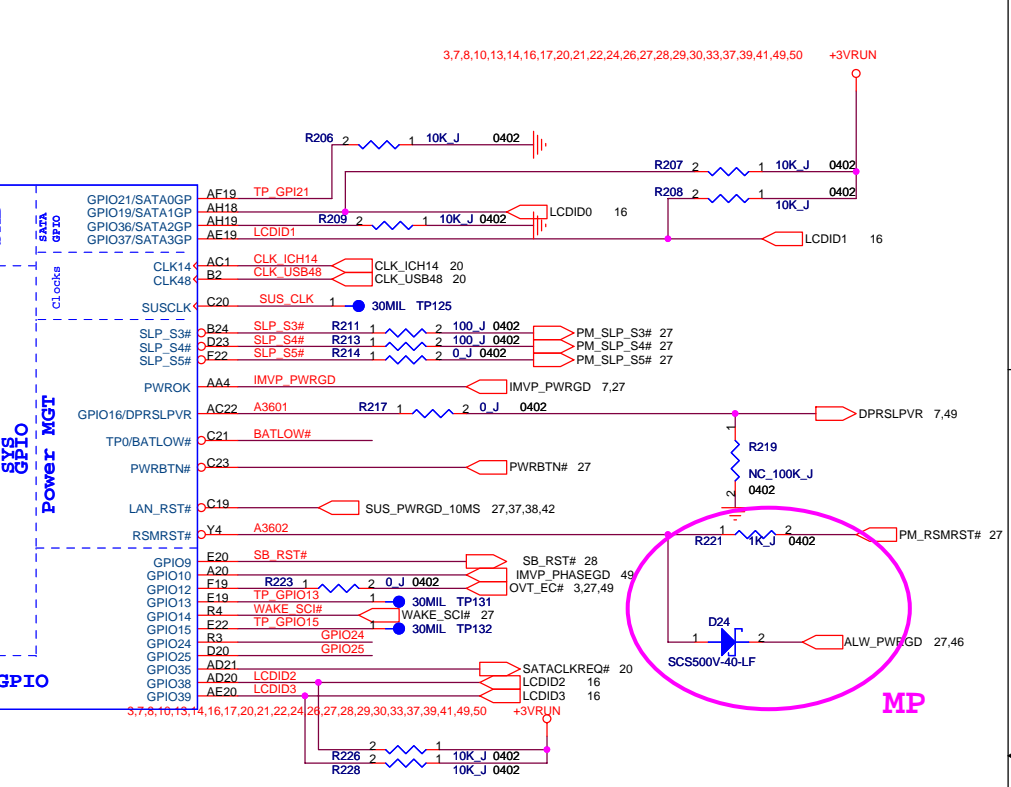 3,7,8,10,13,14,16,17,20,21,22,24,26,27,28,29,30,33,37,39,41,49,50 +3VRUN
R206 2 1 10K_J 0402
R207 2 1 10K_J 0402
R208 2 1 0402
10K_J
GPIO21/SATA0GP AF19 TP_GPI21
GPIO19/SATA1GP AH18 LCDID0 16
GPIO36/SATA2GP AH19 R209 2 1 10K_J 0402
GPIO37/SATA3GP AE19 LCDID1 LCDID1 16
SATA
GPIO
Clocks
CLK14 AC1 CLK_ICH14 CLK_ICH14 20
CLK48 B2 CLK_USB48 CLK_USB48 20
SUSCLK C20 SUS_CLK 1 30MIL TP125
SLP_S3# B24 SLP_S3# R211 1 2 100_J 0402 PM_SLP_S3# 27
SLP_S4# D23 SLP_S4# R213 1 2 100_J 0402 PM_SLP_S4# 27
SLP_S5# F22 SLP_S5# R214 1 2 0_J 0402 PM_SLP_S5# 27
PWROK AA4 IMVP_PWRGD IMVP_PWRGD 7,27
GPIO16/DPRSLPVR AC22 A3601 R217 1 2 0_J 0402 DPRSLPVR 7,49
SYS
GPIO
Power MGT
TP0/BATLOW# C21 BATLOW#
1 R219
NC_100K_J
2 0402
PWRBTN# C23 PWRBTN# 27
LAN_RST# C19 SUS_PWRGD_10MS 27,37,38,42
RSMRST# Y4 A3602 R221 1 2 1K_J 0402 PM_RSMRST# 27
GPIO9 E20 SB_RST# SB_RST# 28
GPIO10 A20 IMVP_PHASEGD 49
GPIO12 F19 R223 1 2 0_J 0402 OVT_EC# 3,27,49
GPIO13 E19 TP_GPIO13 1 30MIL TP131
GPIO14 R4 WAKE_SCI# WAKE_SCI# 27
GPIO15 E22 TP_GPIO15 1 30MIL TP132
GPIO24 R3 GPIO24
GPIO25 D20 GPIO25
D24
1 2 ALW_PWRGD 27,46
SCS500V-40-LF
MP
GPIO
GPIO35 AD21 SATACLKREQ# 20
GPIO38 AD20 LCDID2 LCDID2 16
GPIO39 AE20 LCDID3 LCDID3 16
3,7,8,10,13,14,16,17,20,21,22,24,26,27,28,29,30,33,37,39,41,49,50 +3VRUN
R226 2 1 10K_J 0402
R228 2 1 10K_J 0402